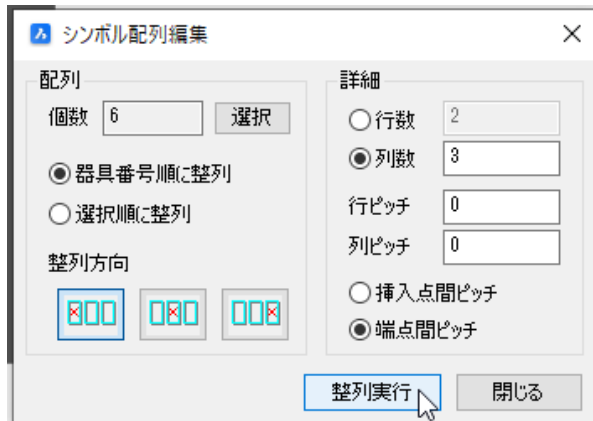 シンボル配列編集
配列
個数 6 選択
器具番号順に整列
選択順に整列
整列方向
詳細
行数 2
列数 3
行ピッチ 0
列ピッチ 0
挿入点間ピッチ
端点間ピッチ
整列実行 閉じる